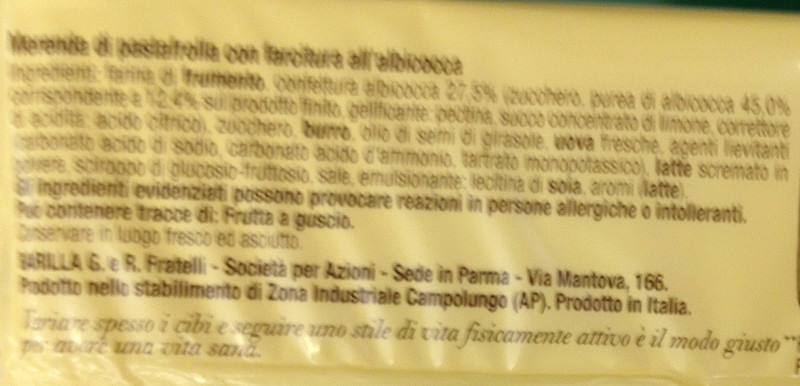 Merenda di pastafrolla con farcitura all'albicocca
Ingredienti: farina di frumento, confettura albicocca 27,5% (zucchero, purea di albicocca 45,0%
corrispondente a 12,4% sul prodotto finito, gelificante: pectina, succo concentrato di limone, correttore
di acidità: acido citrico), zucchero, burro, olio di semi di girasole, uova fresche, agenti lievitanti
(carbonato acido di sodio, carbonato acido d'ammonio, tartrato monopotassico), latte scremato in
polvere, sciroppo di glucosio-fruttosio, sale, emulsionante: lecitina di soia, aromi (latte).
Gli ingredienti evidenziati possono provocare reazioni in persone allergiche o intolleranti.
Può contenere tracce di: Frutta a guscio.
Conservare in luogo fresco ed asciutto.
BARILLA G. e R. Fratelli - Società per Azioni - Sede in Parma - Via Mantova, 166.
Prodotto nello stabilimento di Zona Industriale Campolungo (AP). Prodotto in Italia.
Variare spesso i cibi e seguire uno stile di vita fisicamente attivo è il modo giusto
per avere una vita sana.